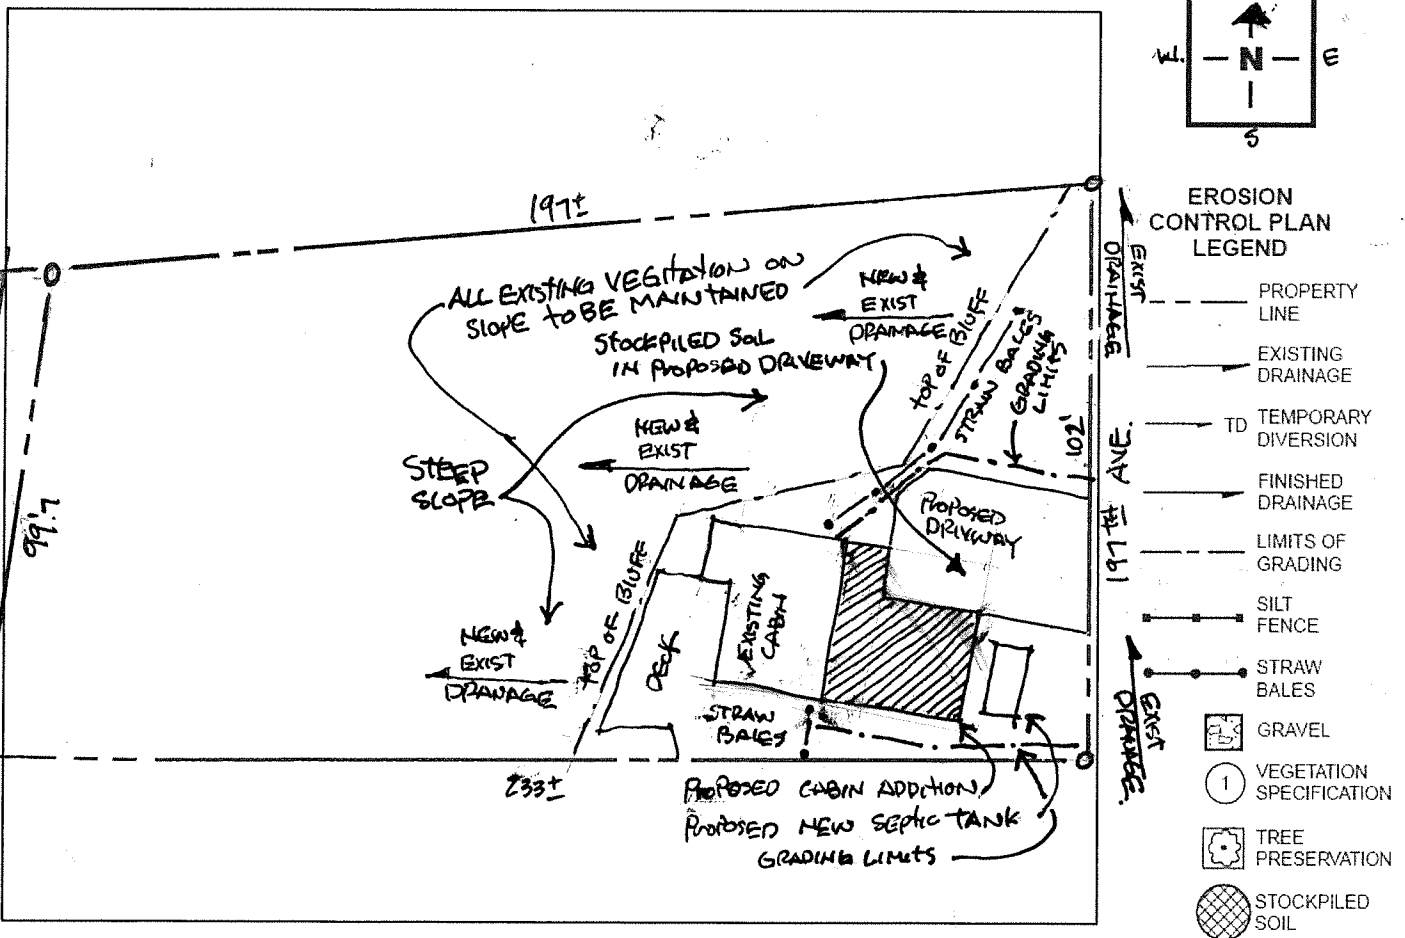 W.
N
E
S
197±
ALL EXISTING VEGITATION ON
SLOPE TO BE MAINTAINED
STOCKPILED SOIL
IN PROPOSED DRIVEWAY
NEW &
EXIST
DRAINAGE
TOP OF BLUFF
STRAW BALES
GRADING
LIMITS
EXIST
DRAINAGE
102'
197TH AVE.
99.7
STEEP
SLOPE
NEW &
EXIST
DRAINAGE
PROPOSED
DRIVWAY
NEW &
EXIST
DRANAGE
TOP OF BLUFF
DECK
EXISTING
CABIN
STRAW
BALES
EXIST
DRANAGE.
233±
PROPOSED CABIN ADDITION
PROPOSED NEW SEPTIC TANK
GRADING LIMITS
EROSION
CONTROL PLAN
LEGEND
PROPERTY
LINE
EXISTING
DRAINAGE
TD TEMPORARY
DIVERSION
FINISHED
DRAINAGE
LIMITS OF
GRADING
SILT
FENCE
STRAW
BALES
GRAVEL
1 VEGETATION
SPECIFICATION
TREE
PRESERVATION
STOCKPILED
SOIL